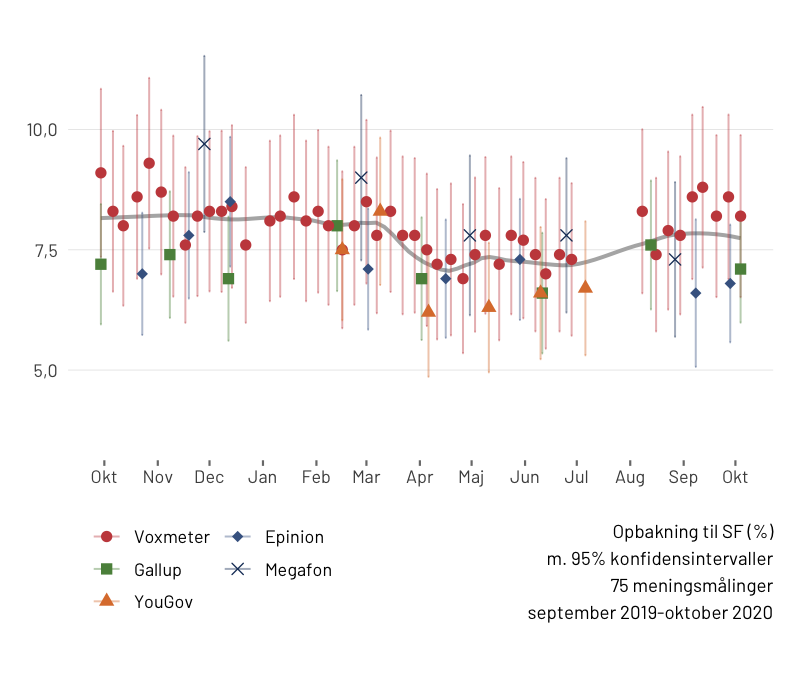 10,0
7,5
5,0
Okt Nov Dec Jan Feb Mar Apr Maj Jun Jul Aug Sep Okt
Voxmeter Epinion
Gallup Megafon
YouGov
Opbakning til SF (%)
m. 95% konfidensintervaller
75 meningsmålinger
september 2019-oktober 2020